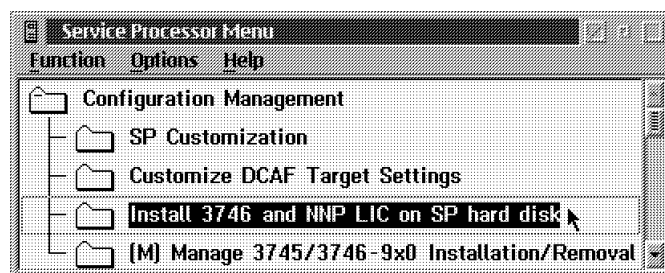 Service Processor Menu
Function Options Help
Configuration Management
SP Customization
Customize DCAF Target Settings
Install 3746 and NNP LIC on SP hard disk
(M) Manage 3745/3746-9x0 Installation/Removal